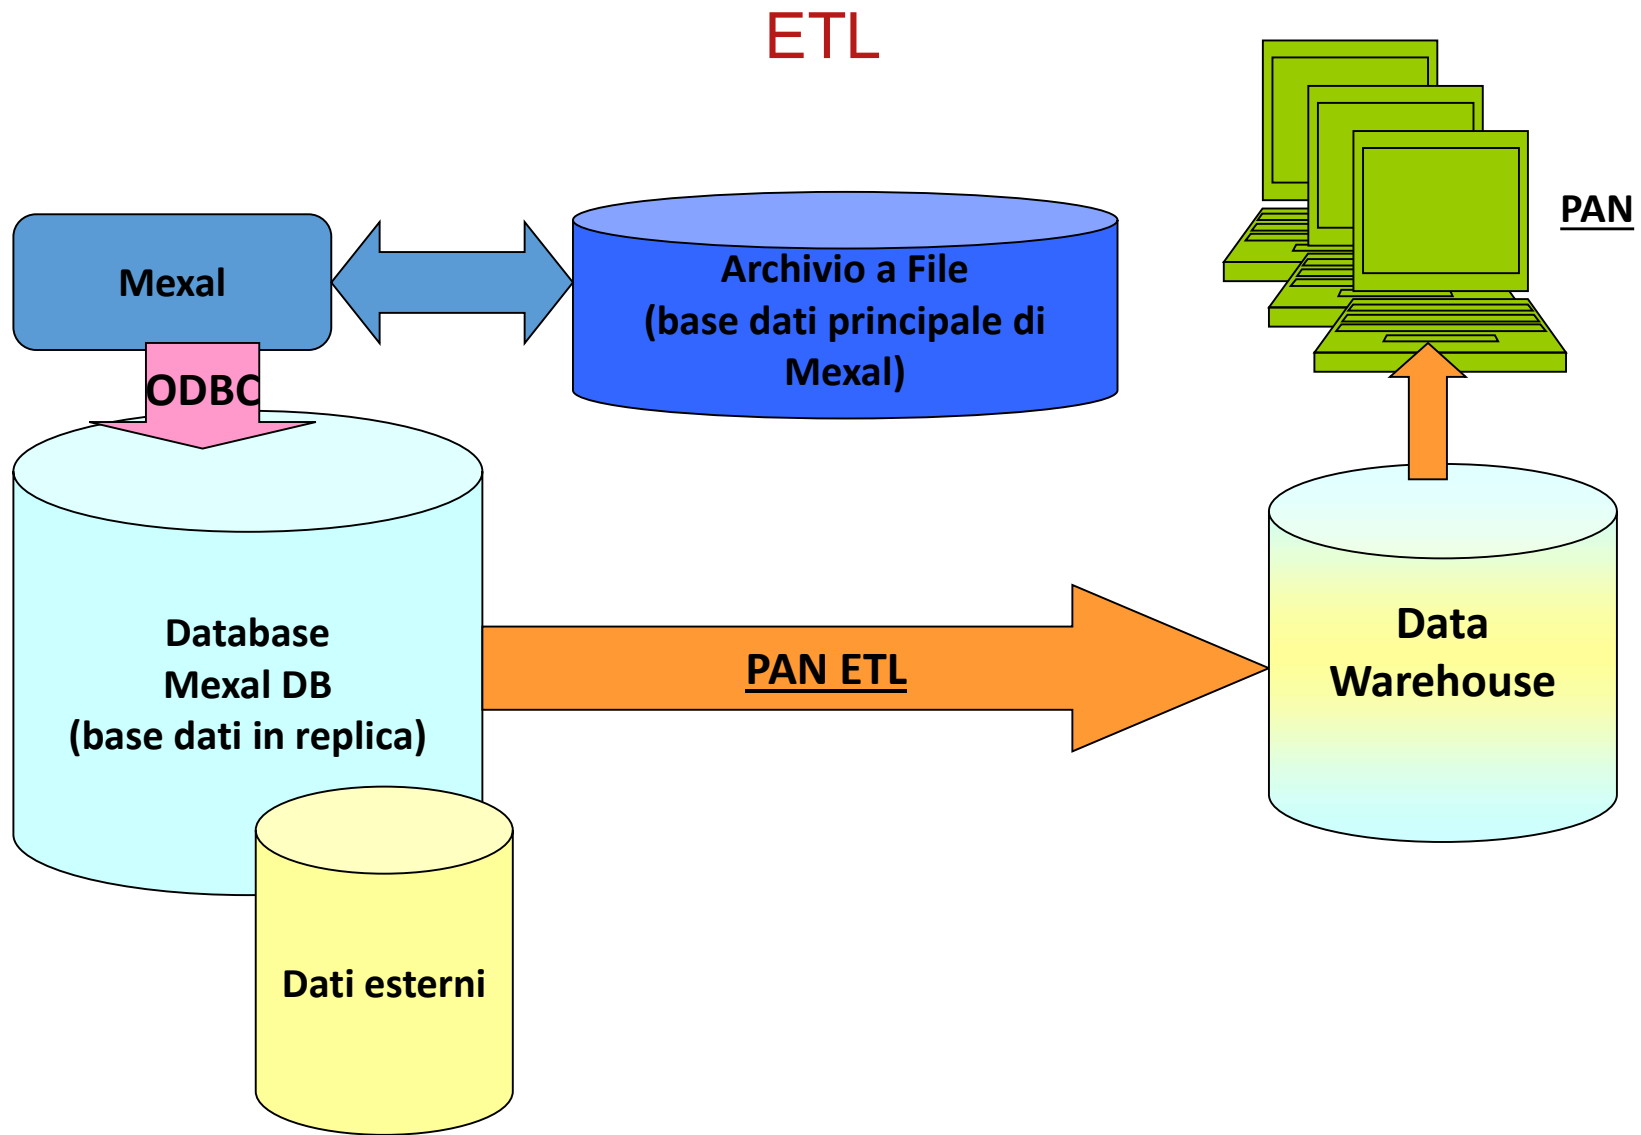 ETL
PAN
Mexal
Archivio a File
(base dati principale di
Mexal)
ODBC
Database
Mexal DB
(base dati in replica)
PAN ETL
Data
Warehouse
Dati esterni